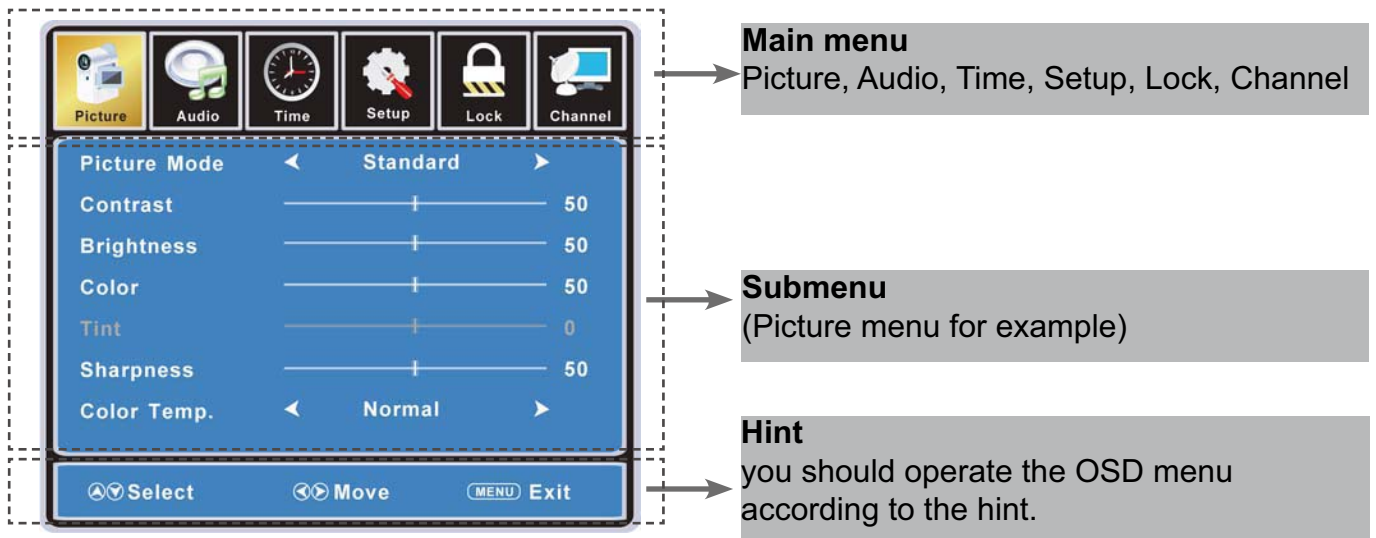 Picture Audio Time Setup Lock Channel
Picture Mode Standard
Contrast 50
Brightness 50
Color 50
Tint 0
Sharpness 50
Color Temp. Normal
Select Move MENU Exit
Main menu
Picture, Audio, Time, Setup, Lock, Channel
Submenu
(Picture menu for example)
Hint
you should operate the OSD menu
according to the hint.